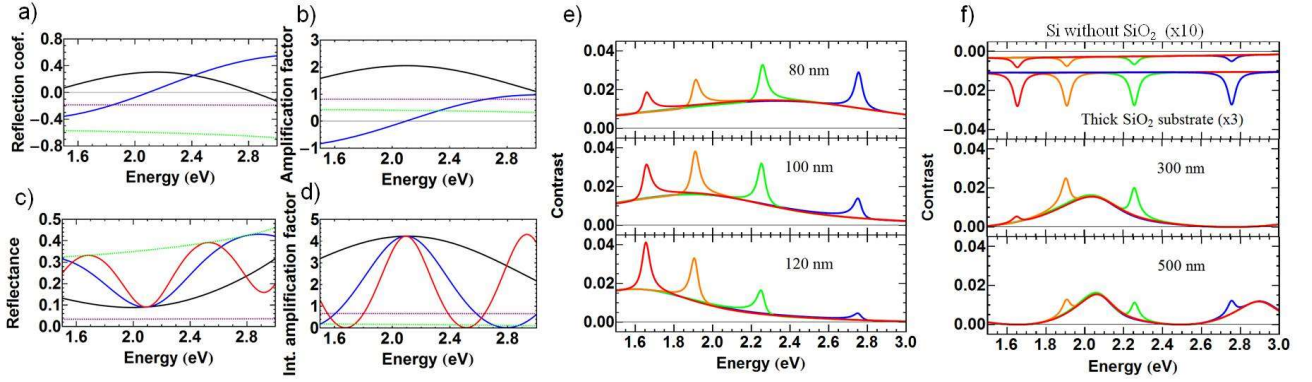 a)
Reflection coef.
0.8
0.4
0.0
−0.4
−0.8
1.6 2.0 2.4 2.8
Energy (eV)
b)
Amplification factor
3
2
1
0
−1
1.6 2.0 2.4 2.8
Energy (eV)
c)
Reflectance
0.5
0.4
0.3
0.2
0.1
0.0
1.6 2.0 2.4 2.8
Energy (eV)
d)
Int. amplification factor
5
4
3
2
1
0
1.6 2.0 2.4 2.8
Energy (eV)
e)
Contrast
0.04
0.02
0.00
80 nm
0.04
0.02
0.00
100 nm
0.04
0.02
0.00
120 nm
1.6 1.8 2.0 2.2 2.4 2.6 2.8 3.0
Energy (eV)
f)
Si without SiO2 (x10)
Contrast
0.00
−0.02
−0.04
Thick SiO2 substrate (x3)
0.04
0.02
0.00
300 nm
0.04
0.02
0.00
500 nm
1.6 1.8 2.0 2.2 2.4 2.6 2.8 3.0
Energy (eV)